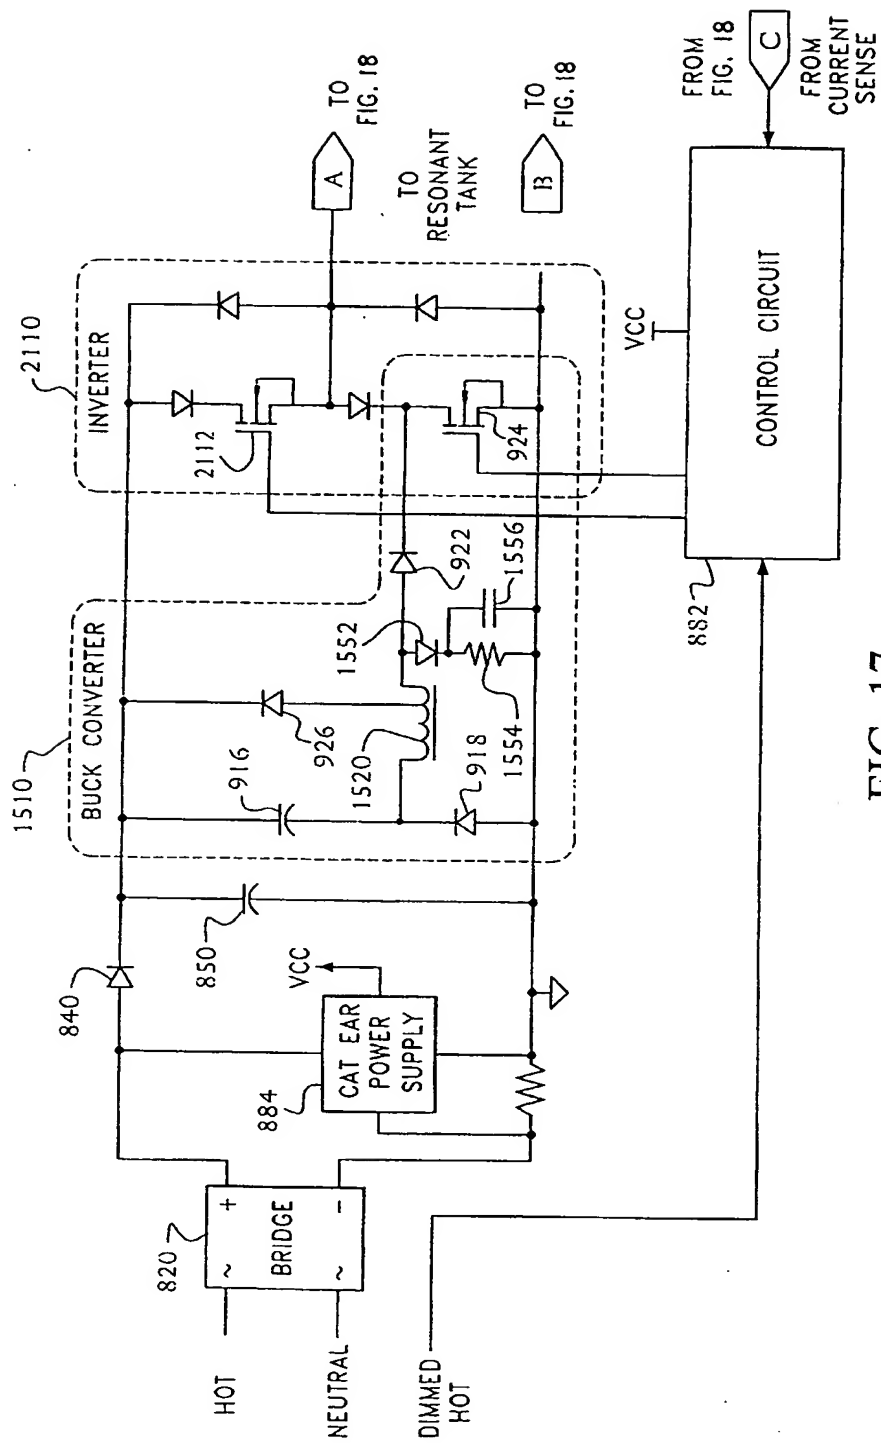 1510
BUCK CONVERTER
916
926
1520
918
1552
1554
922
1556
2110
INVERTER
2112
924
A
TO
FIG. 18
TO
RESONANT
TANK
B
TO
FIG. 18
840
850
VCC
CAT EAR
POWER
SUPPLY
884
820
+
−
~
~
BRIDGE
HOT
NEUTRAL
DIMMED
HOT
882
VCC
CONTROL CIRCUIT
FROM
FIG. 18
C
FROM
CURRENT
SENSE
FIG. 17